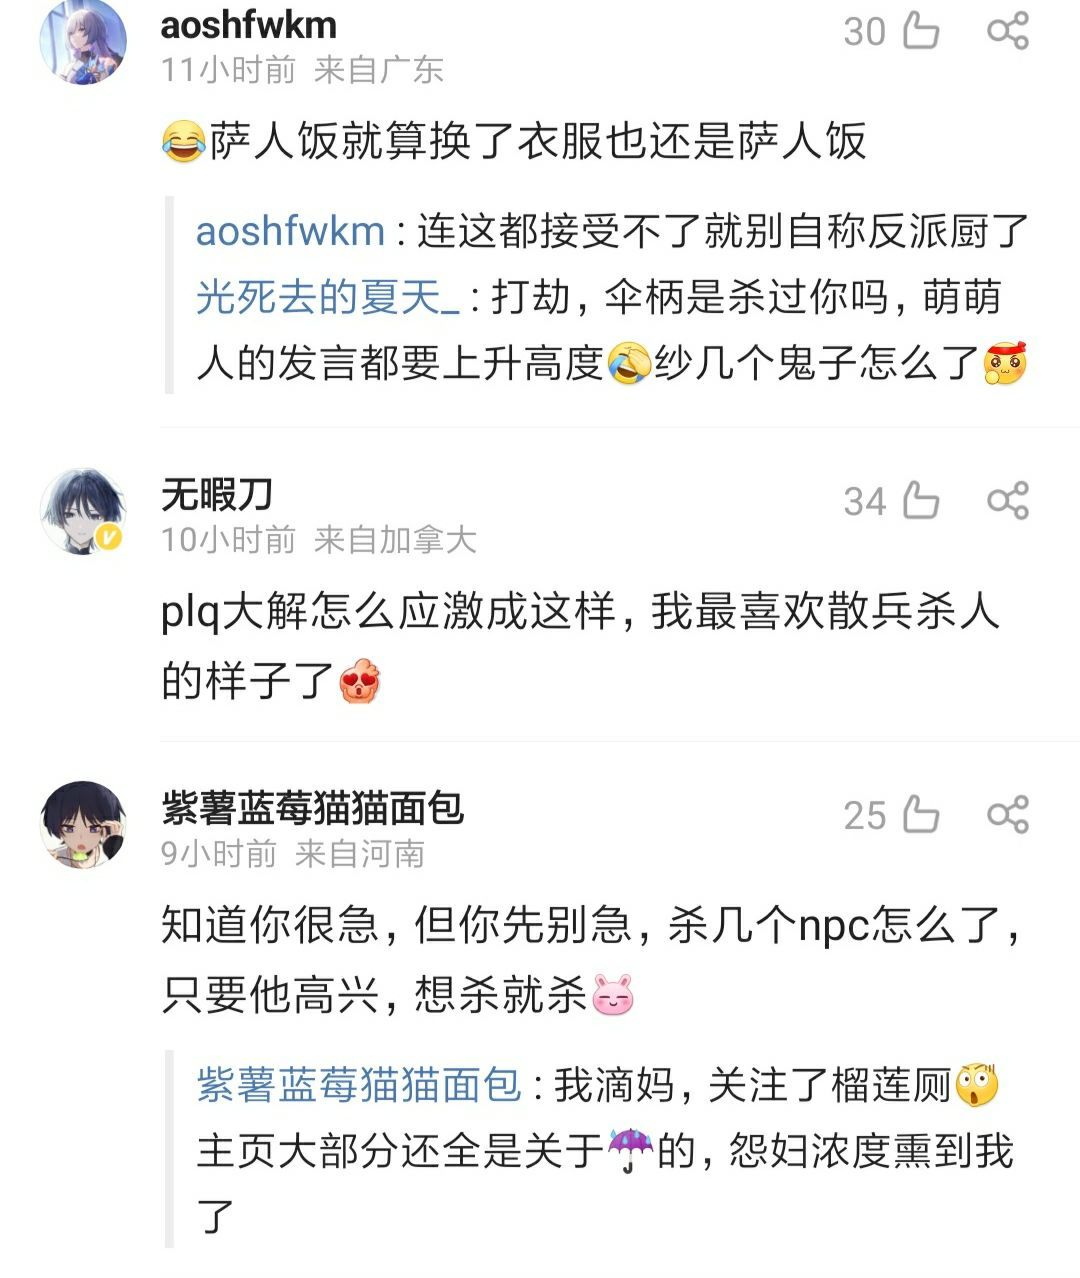 aoshfwkm
30
11小时前 来自广东
😂萨人饭就算换了衣服也还是萨人饭
aoshfwkm : 连这都接受不了就别自称反派厨了
光死去的夏天_ : 打劫，伞柄是杀过你吗，萌萌
人的发言都要上升高度🤣纱几个鬼子怎么了
无暇刀
34
10小时前 来自加拿大
plq大解怎么应激成这样，我最喜欢散兵杀人
的样子了
紫薯蓝莓猫猫面包
25
9小时前 来自河南
知道你很急，但你先别急，杀几个npc怎么了，
只要他高兴，想杀就杀
紫薯蓝莓猫猫面包 : 我滴妈，关注了榴莲厕
主页大部分还全是关于☔的，怨妇浓度熏到我
了